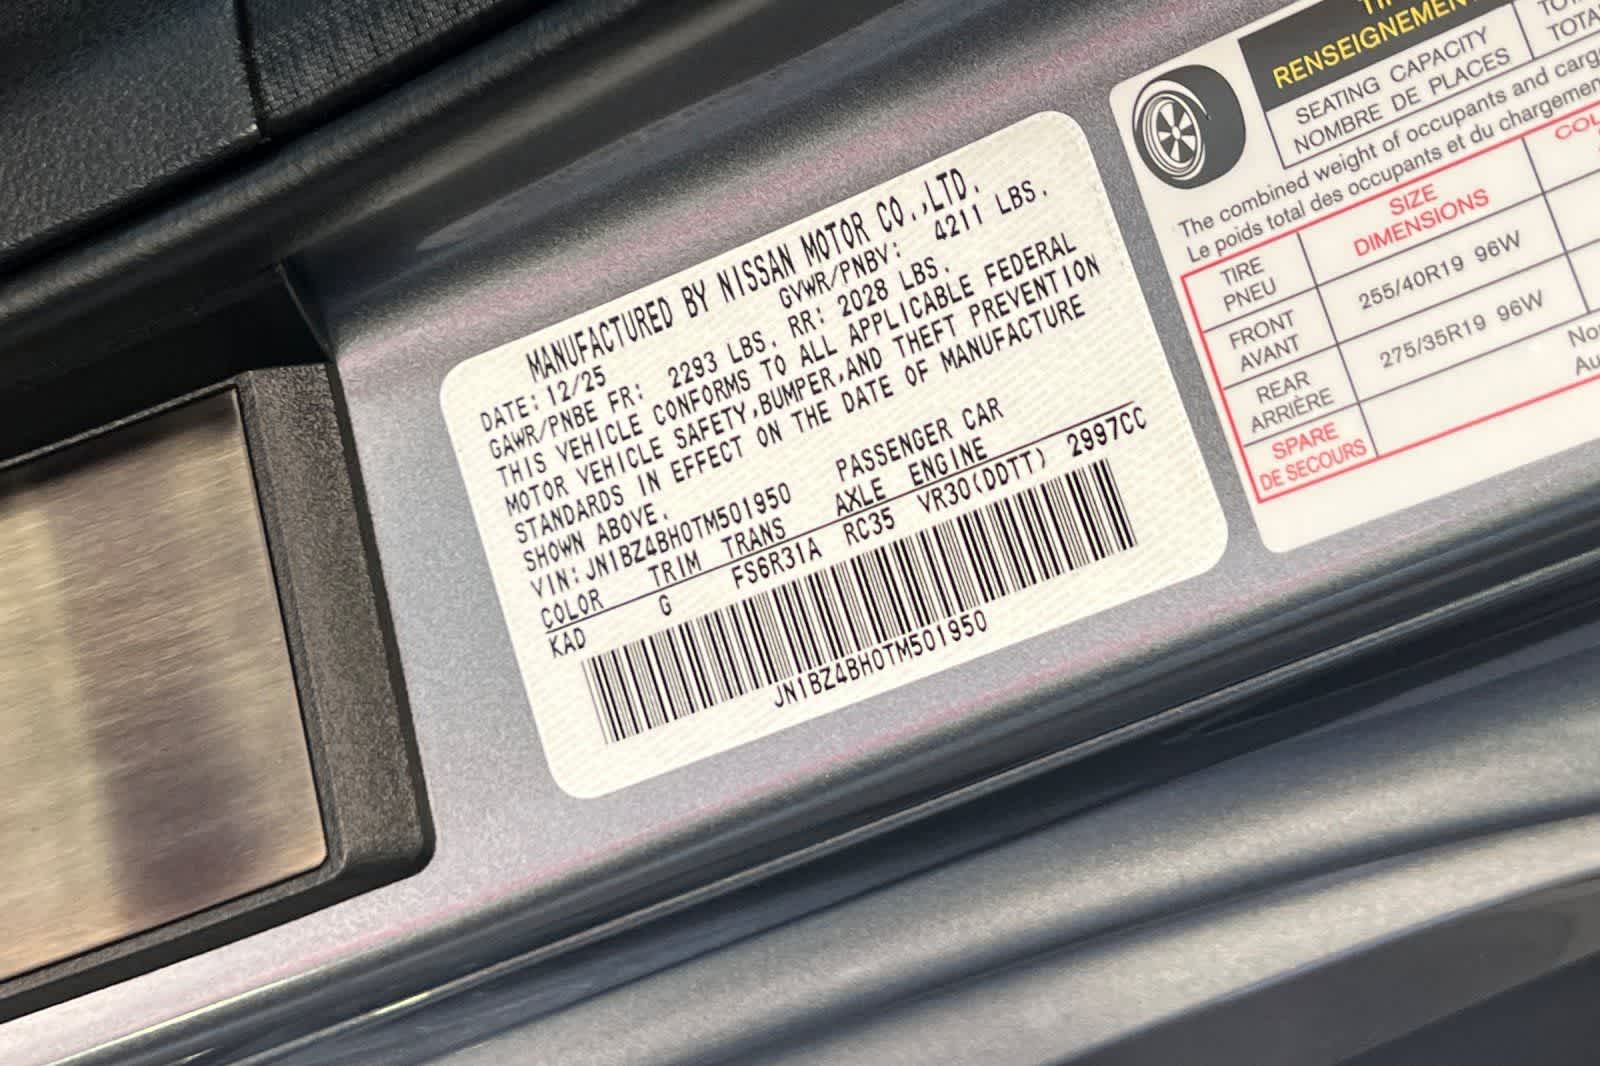 MANUFACTURED BY NISSAN MOTOR CO.,LTD.
DATE: 12/25 GVWR/PNBV: 4211 LBS.
GAWR/PNBE FR: 2293 LBS. RR: 2028 LBS.
THIS VEHICLE CONFORMS TO ALL APPLICABLE FEDERAL
MOTOR VEHICLE SAFETY,BUMPER,AND THEFT PREVENTION
STANDARDS IN EFFECT ON THE DATE OF MANUFACTURE
SHOWN ABOVE.
VIN: JN1BZ4BH0TM501950 PASSENGER CAR
COLOR TRIM TRANS AXLE ENGINE
KAD G FS6R31A RC35 VR30(DDTT) 2997CC
JN1BZ4BH0TM501950
RENSEIGNEMENT
SEATING CAPACITY
NOMBRE DE PLACES
The combined weight of occupants and carg
Le poids total des occupants et du chargemen
TIRE
PNEU
SIZE
DIMENSIONS
FRONT
AVANT
255/40R19 96W
REAR
ARRIÈRE
275/35R19 96W
SPARE
DE SECOURS